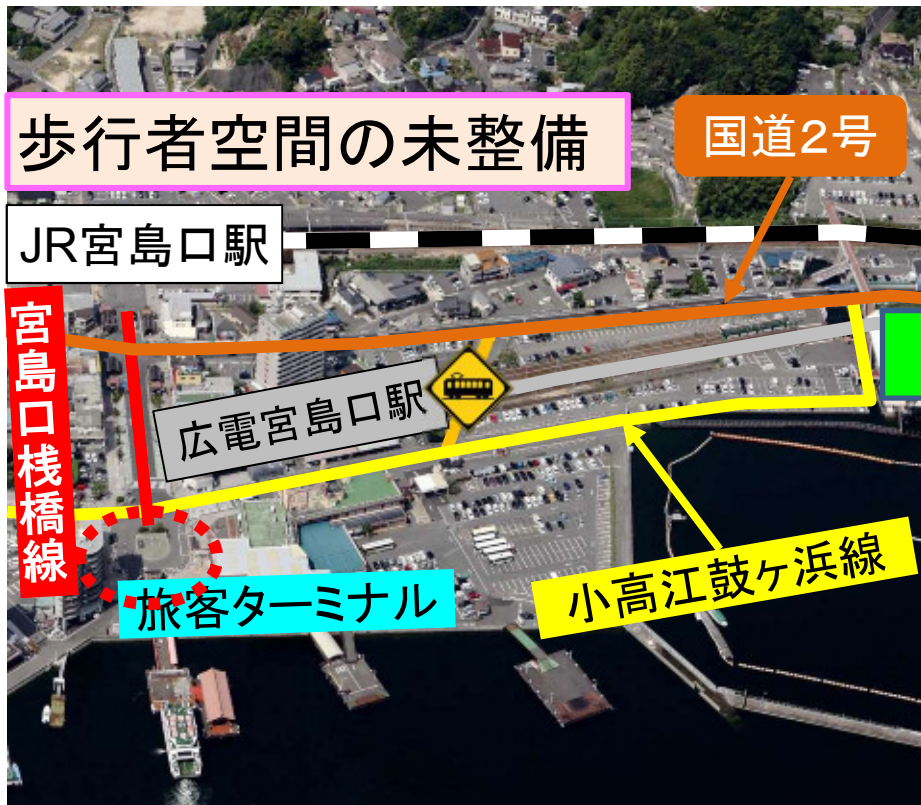 歩行者空間の未整備
国道2号
JR宮島口駅
宮島口桟橋線
広電宮島口駅
小高江鼓ヶ浜線
旅客ターミナル